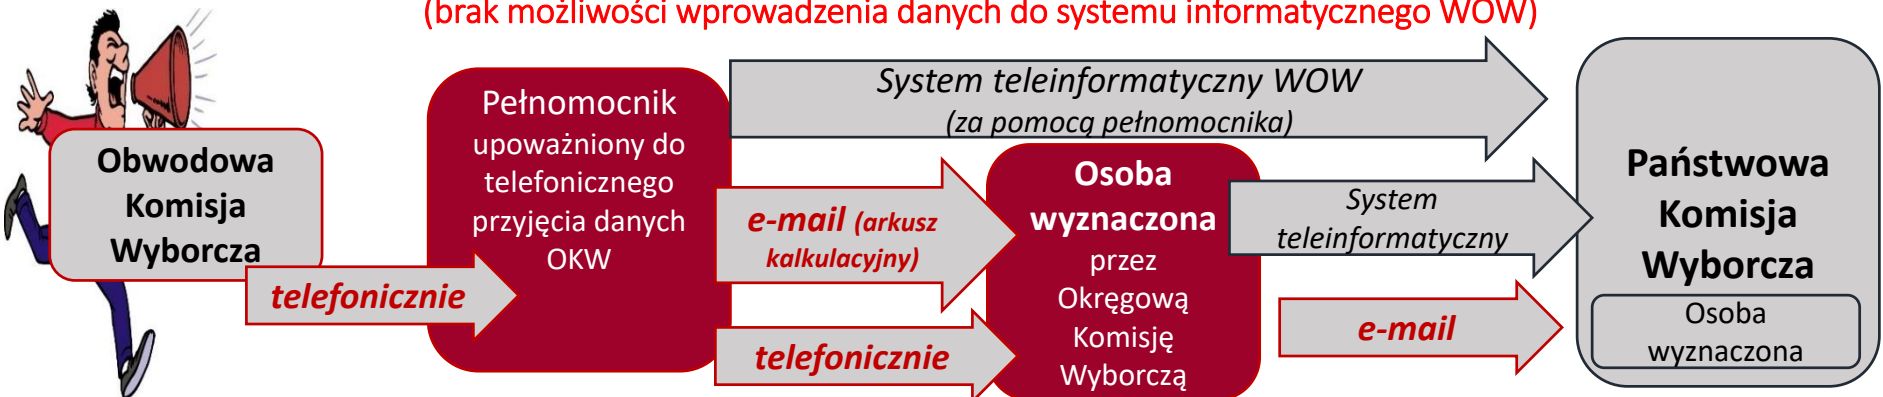 (brak możliwości wprowadzenia danych do systemu informatycznego WOW)
Obwodowa
Komisja
Wyborcza
telefonicznie
Pełnomocnik
upoważniony do
telefonicznego
przyjęcia danych
OKW
System teleinformatyczny WOW
(za pomocą pełnomocnika)
e-mail (arkusz
kalkulacyjny)
telefonicznie
Osoba
wyznaczona
przez
Okręgową
Komisję
Wyborczą
System
teleinformatyczny
e-mail
Państwowa
Komisja
Wyborcza
Osoba
wyznaczona